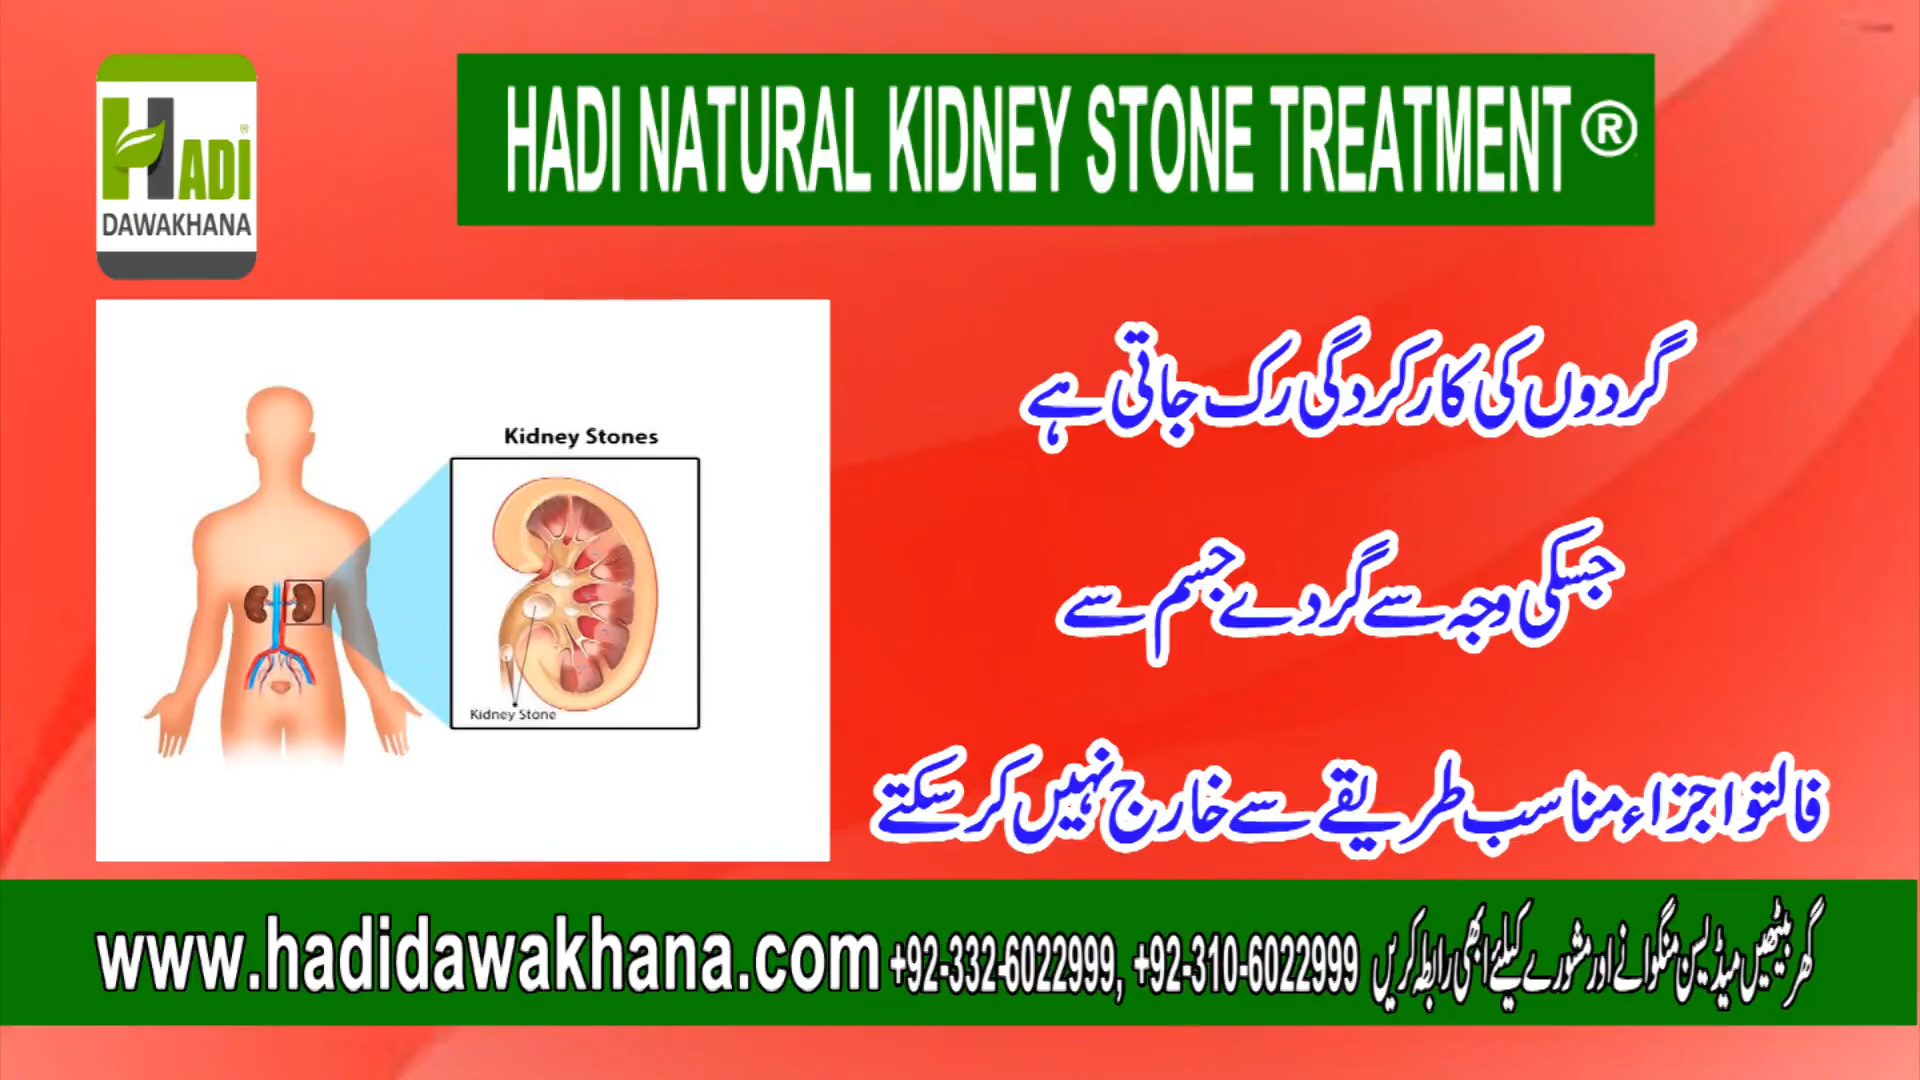 HADI®
DAWAKHANA
HADI NATURAL KIDNEY STONE TREATMENT®
گردوں کی کارکردگی رک جاتی ہے
جسکی وجہ سے گردے جسم سے
فالتو اجزاء مناسب طریقے سے خارج نہیں کر سکتے
Kidney Stones
Kidney Stone
www.hadidawakhana.com +92-332-6022999, +92-310-6022999 گھر بیٹھیں میڈیسن منگوانے اور مشورے کیلئے ابھی رابطہ کریں